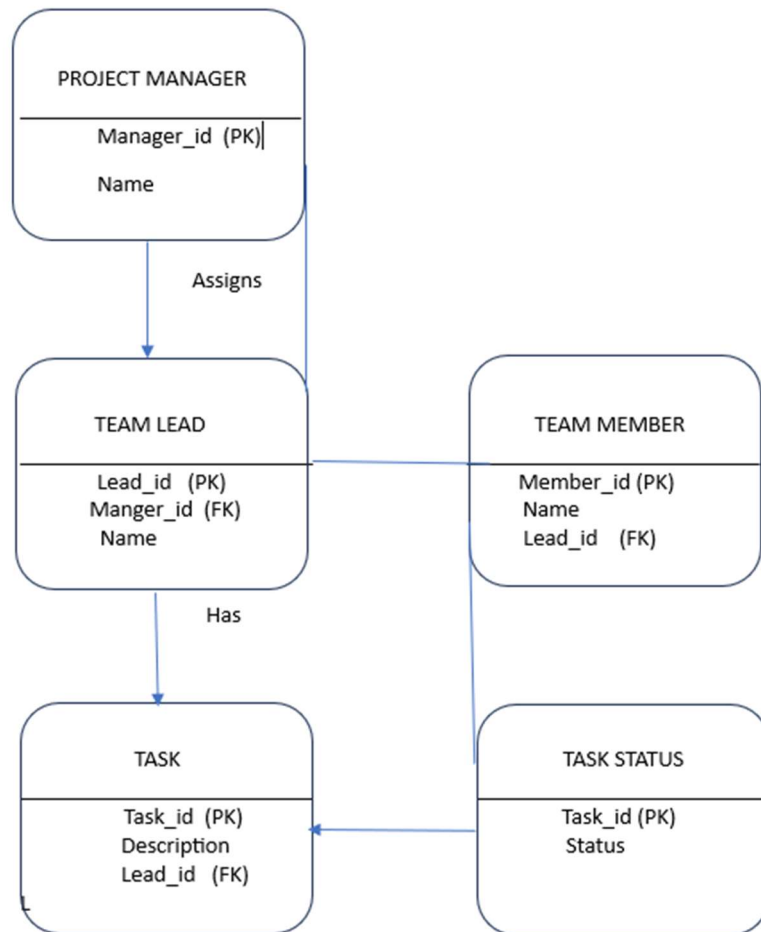 PROJECT MANAGER
Manager_id (PK)
Name
Assigns
TEAM LEAD
Lead_id (PK)
Manger_id (FK)
Name
TEAM MEMBER
Member_id (PK)
Name
Lead_id (FK)
Has
TASK
Task_id (PK)
Description
Lead_id (FK)
L
TASK STATUS
Task_id (PK)
Status